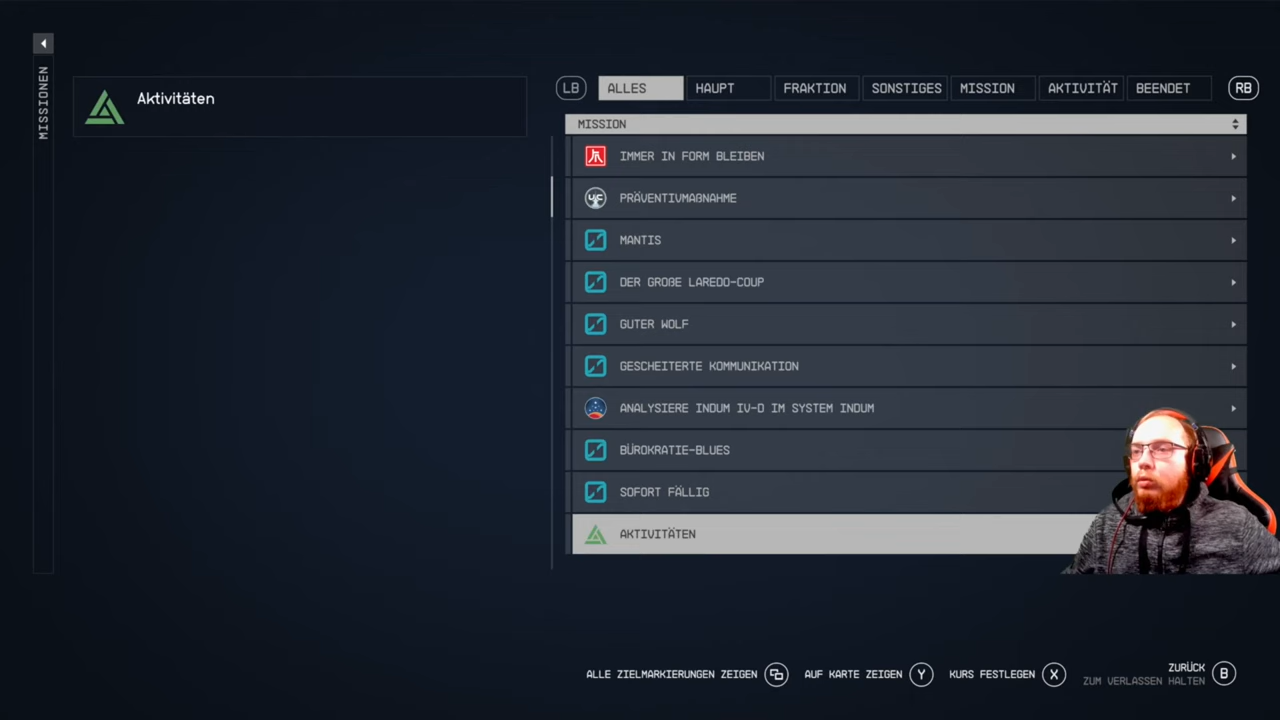 MISSIONEN
Aktivitäten
LB ALLES HAUPT FRAKTION SONSTIGES MISSION AKTIVITÄT BEENDET RB
MISSION
IMMER IN FORM BLEIBEN
PRÄVENTIVMAẞNAHME
MANTIS
DER GROẞE LAREDO-COUP
GUTER WOLF
GESCHEITERTE KOMMUNIKATION
ANALYSIERE INDUM IV-D IM SYSTEM INDUM
BÜROKRATIE-BLUES
SOFORT FÄLLIG
AKTIVITÄTEN
ALLE ZIELMARKIERUNGEN ZEIGEN AUF KARTE ZEIGEN Y KURS FESTLEGEN X ZURÜCK B
ZUM VERLASSEN HALTEN